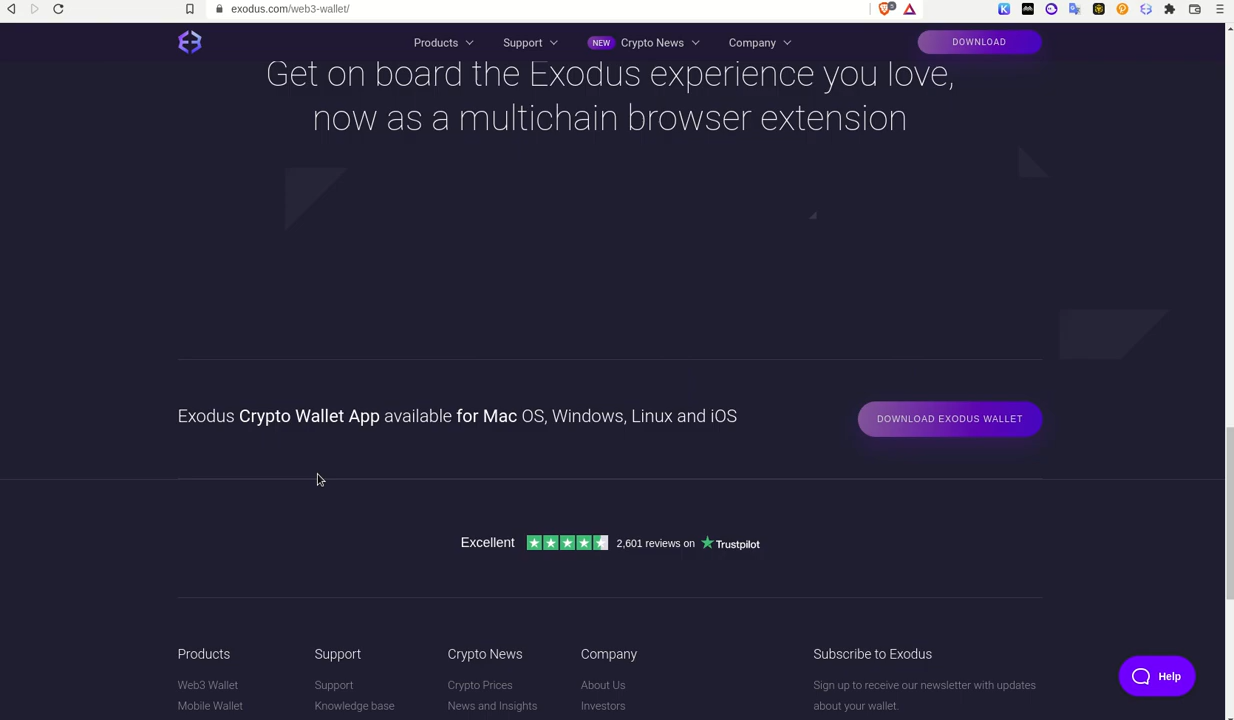 exodus.com/web3-wallet/
5
Products
Support
NEW
Crypto News
Company
DOWNLOAD
Get on board the Exodus experience you love,
now as a multichain browser extension
Exodus Crypto Wallet App available for Mac OS, Windows, Linux and iOS
DOWNLOAD EXODUS WALLET
Excellent
2,601 reviews on
Trustpilot
Products
Web3 Wallet
Mobile Wallet
Support
Support
Knowledge base
Crypto News
Crypto Prices
News and Insights
Company
About Us
Investors
Subscribe to Exodus
Sign up to receive our newsletter with updates
about your wallet.
Help